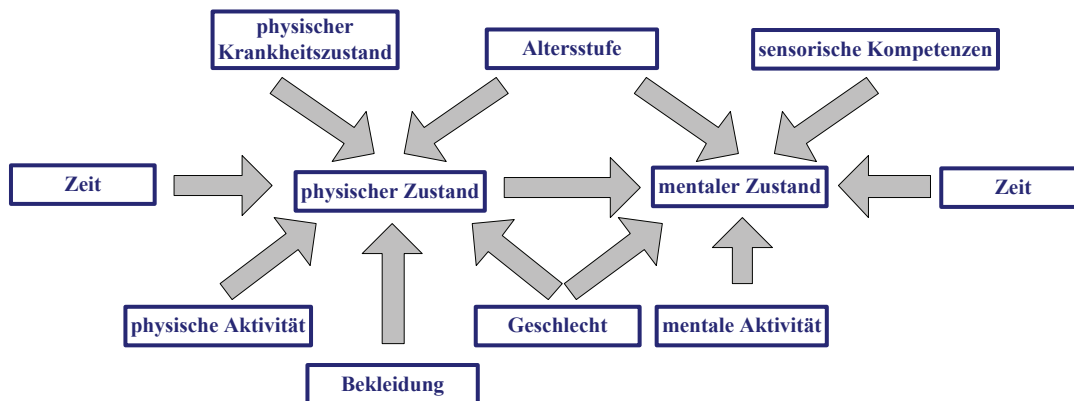 physischer
Krankheitszustand
Altersstufe
sensorische Kompetenzen
Zeit
physischer Zustand
mentaler Zustand
Zeit
physische Aktivität
Geschlecht
mentale Aktivität
Bekleidung